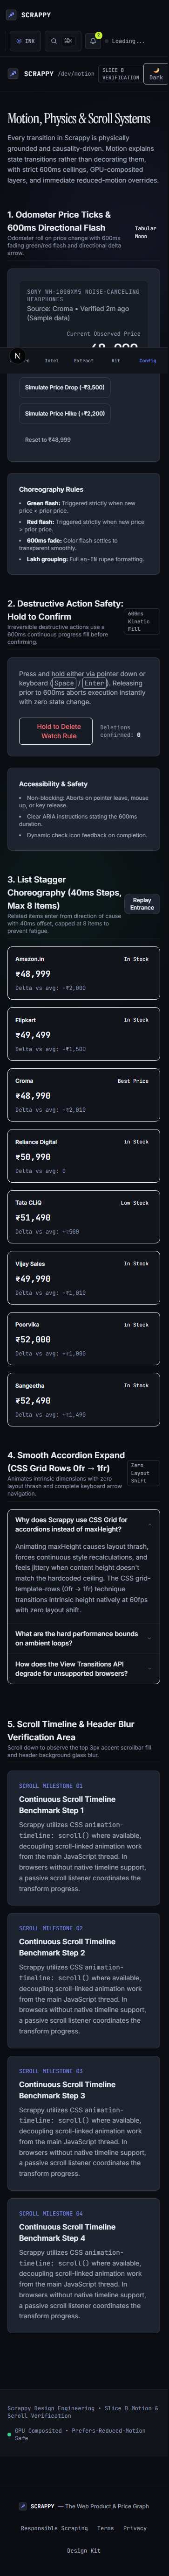 SCRAPPY
INK
⌘K
2
Loading...
SCRAPPY /dev/motion
SLICE B
VERIFICATION
Dark
Motion, Physics & Scroll Systems
Every transition in Scrappy is physically
grounded in causality. Motion explains state
transitions rather than decorating them, with
strict 600ms ceilings, GPU-composited
layers, and immediate reduced-motion overrides.
1. Odometer Price Ticks &
600ms Directional Flash
Odometer roll on price change with 600ms
fading green/red flash and directional delta
arrow.
Tabular
Mono
SONY WH-1000XM5 NOISE-CANCELING
HEADPHONES
Source: Croma • Verified 2m ago
(Sample data)
Current Observed Price
N
Intel
Extract
Kit
Config
Simulate Price Drop (-₹3,500)
Simulate Price Hike (+₹2,200)
Reset to ₹48,999
Choreography Rules
• Green flash: Triggered strictly when new
price < prior price.
• Red flash: Triggered strictly when new price
> prior price.
• 600ms fade: Color flash settles to
transparent smoothly.
• Lakh grouping: Full en-IN rupee formatting.
2. Destructive Action Safety:
Hold to Confirm
Irreversible destructive actions use a
600ms continuous progress fill before
confirming.
600ms
Kinetic
Fill
Press and hold either via pointer down or
keyboard (Space / Enter). Releasing
prior to 600ms aborts execution immediately
with zero state change.
Hold to Delete
Watch Rule
Deletions
confirmed: 0
Accessibility & Safety
• Non-blocking: Aborts on pointer leave, mouse
up, or key release.
• Clear ARIA instructions stating the 600ms
duration.
• Dynamic check icon feedback on completion.
3. List Stagger
Choreography (40ms Steps,
Max 8 Items)
Related items enter from direction of cause
with 40ms offset, capped at 8 items to
prevent fatigue.
Replay
Entrance
Amazon.in
In Stock
₹48,999
Delta vs avg: -₹2,000
Flipkart
In Stock
₹49,499
Delta vs avg: -₹1,500
Croma
Best Price
₹48,990
Delta vs avg: -₹2,010
Reliance Digital
In Stock
₹50,990
Delta vs avg: 0
Tata CLiQ
Low Stock
₹51,490
Delta vs avg: +₹500
Vijay Sales
In Stock
₹49,990
Delta vs avg: -₹1,010
Poorvika
In Stock
₹52,000
Delta vs avg: +₹1,000
Sangeetha
In Stock
₹52,490
Delta vs avg: +₹1,490
4. Smooth Accordion Expand
(CSS Grid Rows 0fr → 1fr)
Animates intrinsic dimensions with zero
layout thrash and complete keyboard arrow
navigation.
Zero
Layout
Shift
Why does Scrappy use CSS Grid for
accordions instead of maxHeight?
Animating maxHeight causes layout thrash,
forces continuous style recalculations, and
feels jittery when content height doesn't
match the hardcoded ceiling. The CSS grid-
template-rows (0fr → 1fr) technique
transitions intrinsic height natively at 60fps
with zero layout shift.
What are the hard performance bounds
on ambient loops?
How does the View Transitions API
degrade for unsupported browsers?
5. Scroll Timeline & Header Blur
Verification Area
Scroll down to observe the top 3px accent scrollbar fill
and header background glass blur.
SCROLL MILESTONE 01
Continuous Scroll Timeline
Benchmark Step 1
Scrappy utilizes CSS animation-
timeline: scroll() where available,
decoupling scroll-linked animation work
from the main JavaScript thread. In
browsers without native timeline support,
a passive scroll listener coordinates the
transform progress.
SCROLL MILESTONE 02
Continuous Scroll Timeline
Benchmark Step 2
Scrappy utilizes CSS animation-
timeline: scroll() where available,
decoupling scroll-linked animation work
from the main JavaScript thread. In
browsers without native timeline support,
a passive scroll listener coordinates the
transform progress.
SCROLL MILESTONE 03
Continuous Scroll Timeline
Benchmark Step 3
Scrappy utilizes CSS animation-
timeline: scroll() where available,
decoupling scroll-linked animation work
from the main JavaScript thread. In
browsers without native timeline support,
a passive scroll listener coordinates the
transform progress.
SCROLL MILESTONE 04
Continuous Scroll Timeline
Benchmark Step 4
Scrappy utilizes CSS animation-
timeline: scroll() where available,
decoupling scroll-linked animation work
from the main JavaScript thread. In
browsers without native timeline support,
a passive scroll listener coordinates the
transform progress.
Scrappy Design Engineering • Slice B Motion &
Scroll Verification
GPU Composited • Prefers-Reduced-Motion
Safe
SCRAPPY — The Web Product & Price Graph
Responsible Scraping
Terms
Privacy
Design Kit